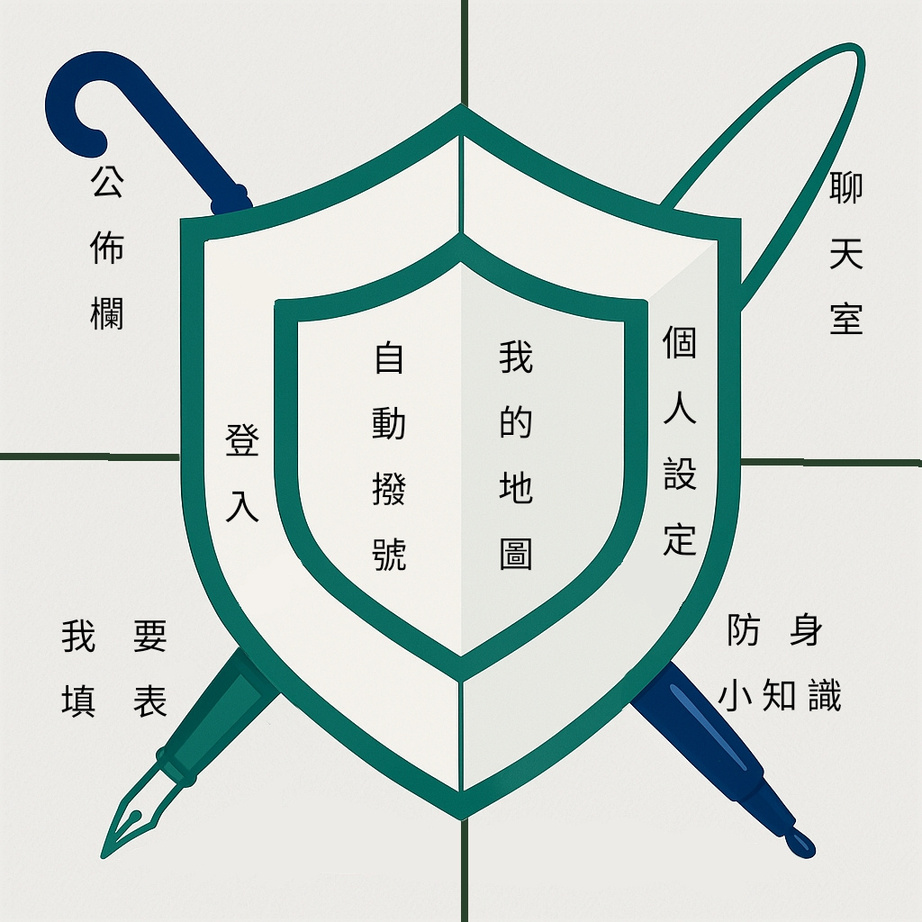 公佈欄
聊天室
登入
自動撥號
我的地圖
個人設定
我要
填表
防身
小知識